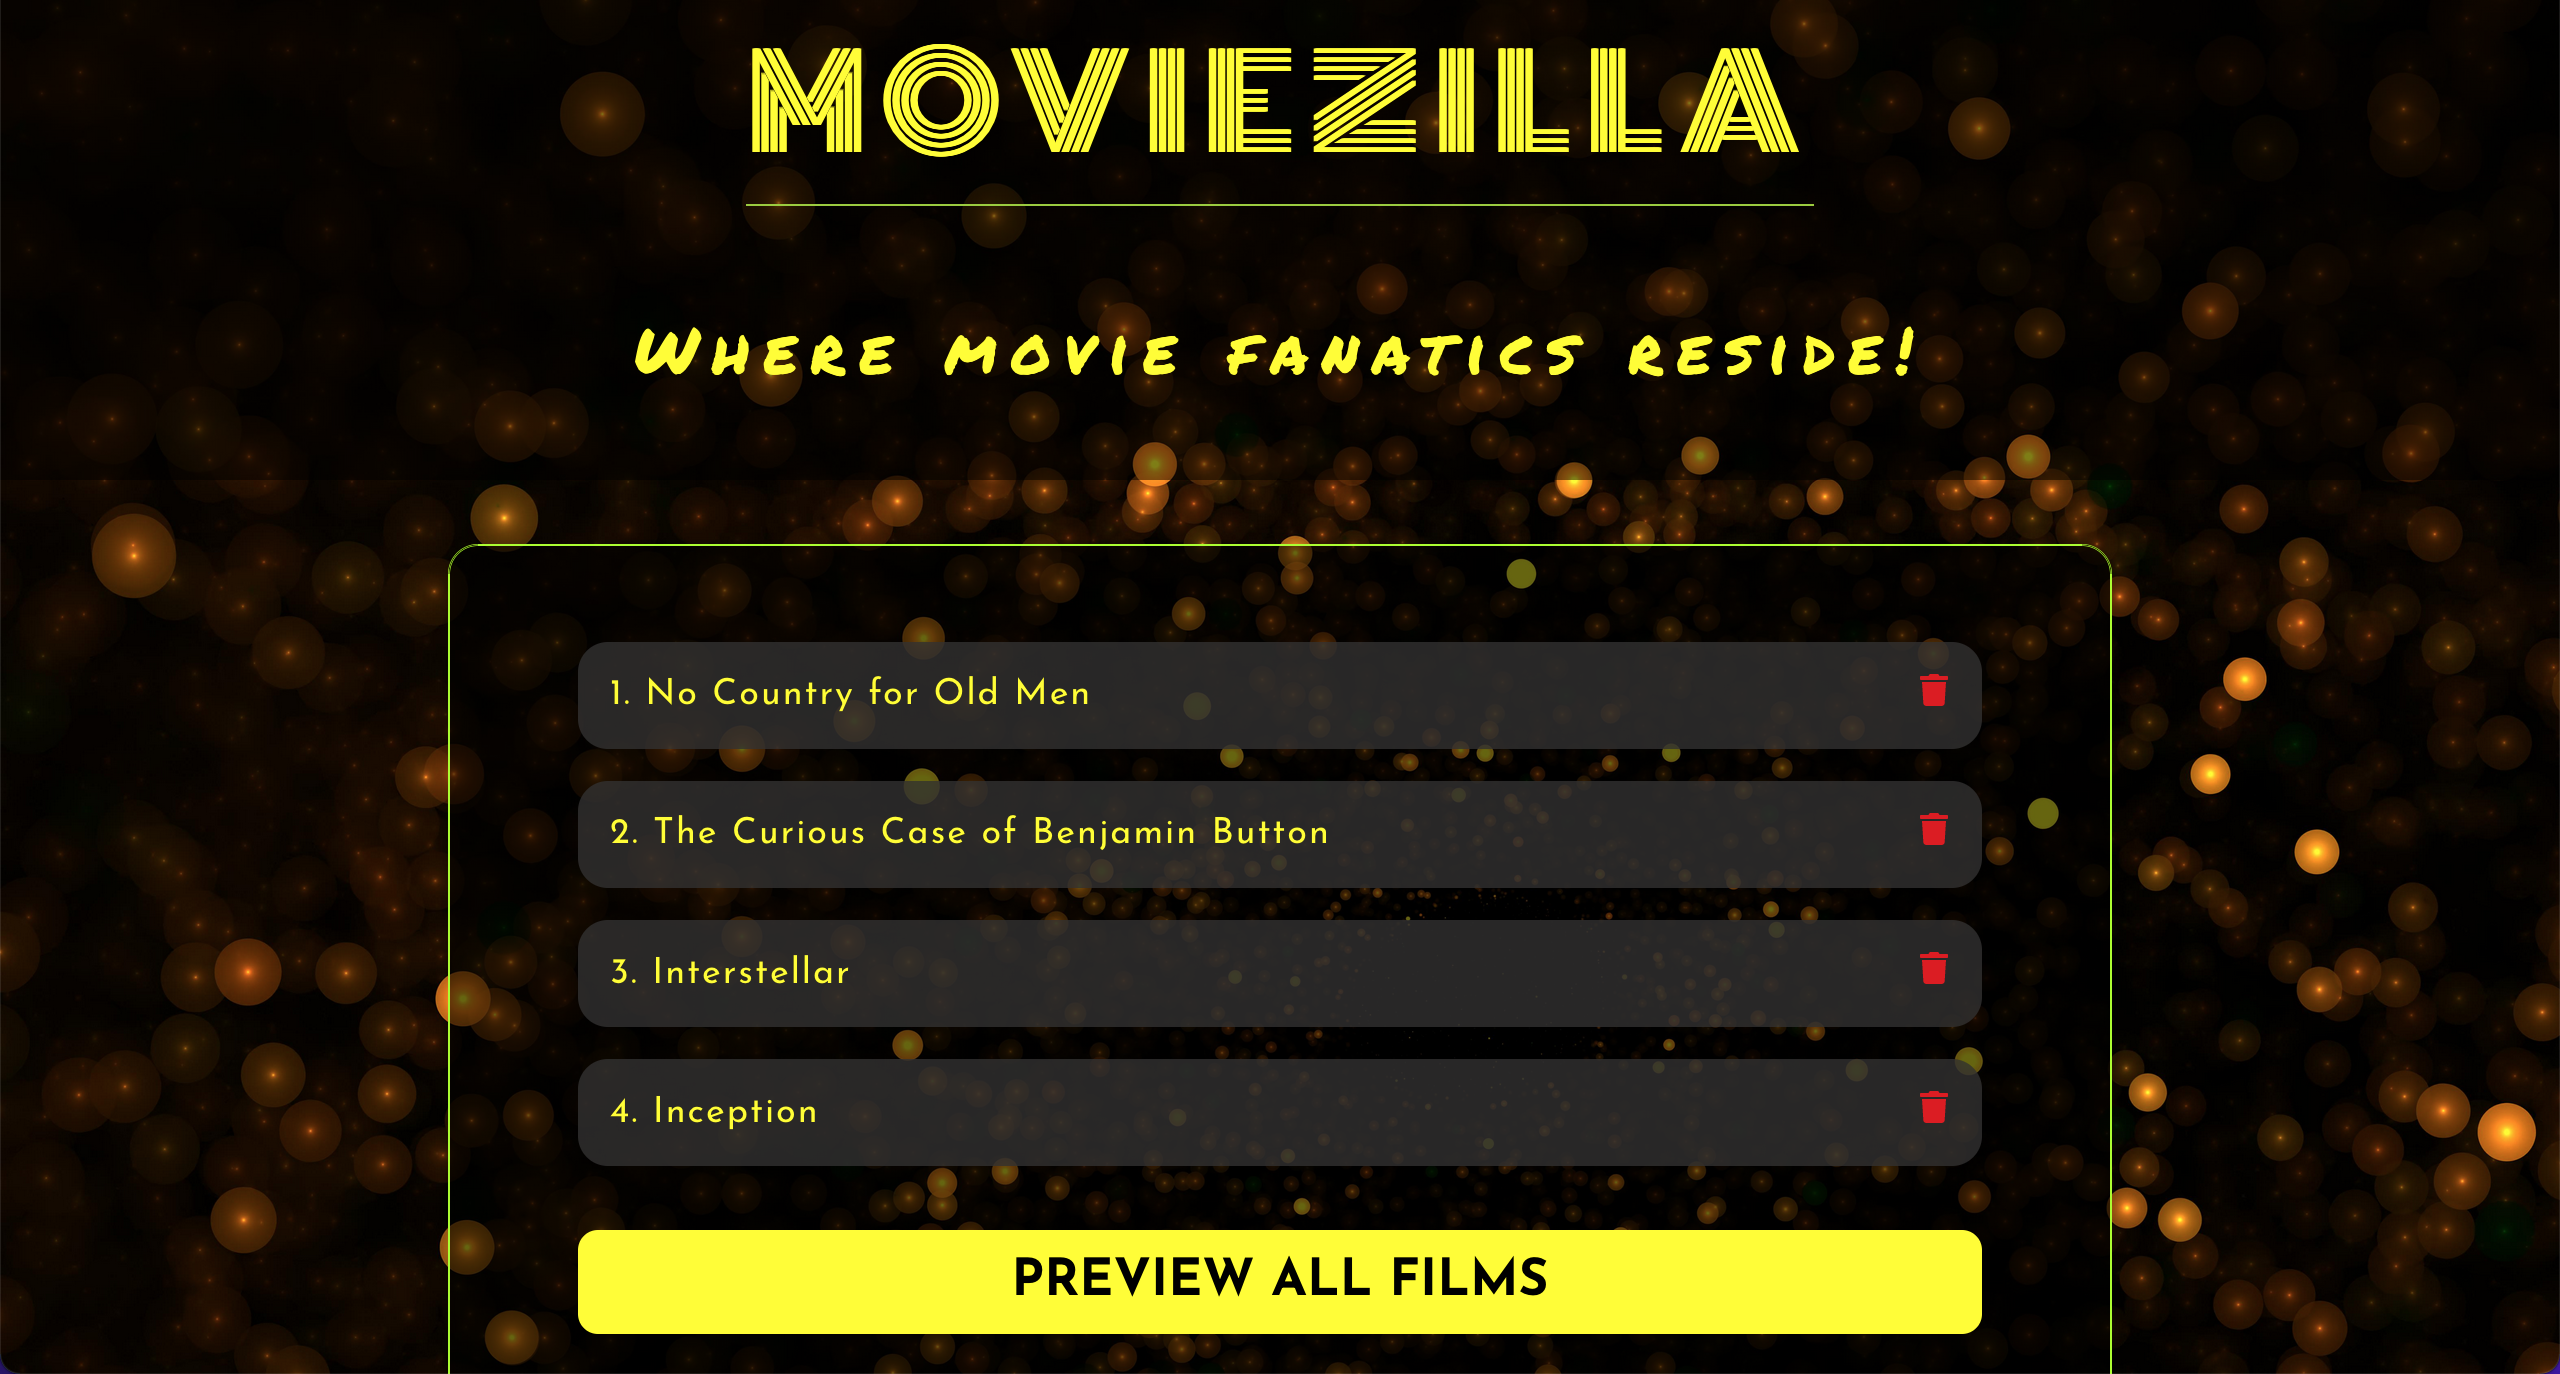 MOVIEZILLA
WHERE MOVIE FANATICS RESIDE!
1. No Country for Old Men
2. The Curious Case of Benjamin Button
3. Interstellar
4. Inception
PREVIEW ALL FILMS